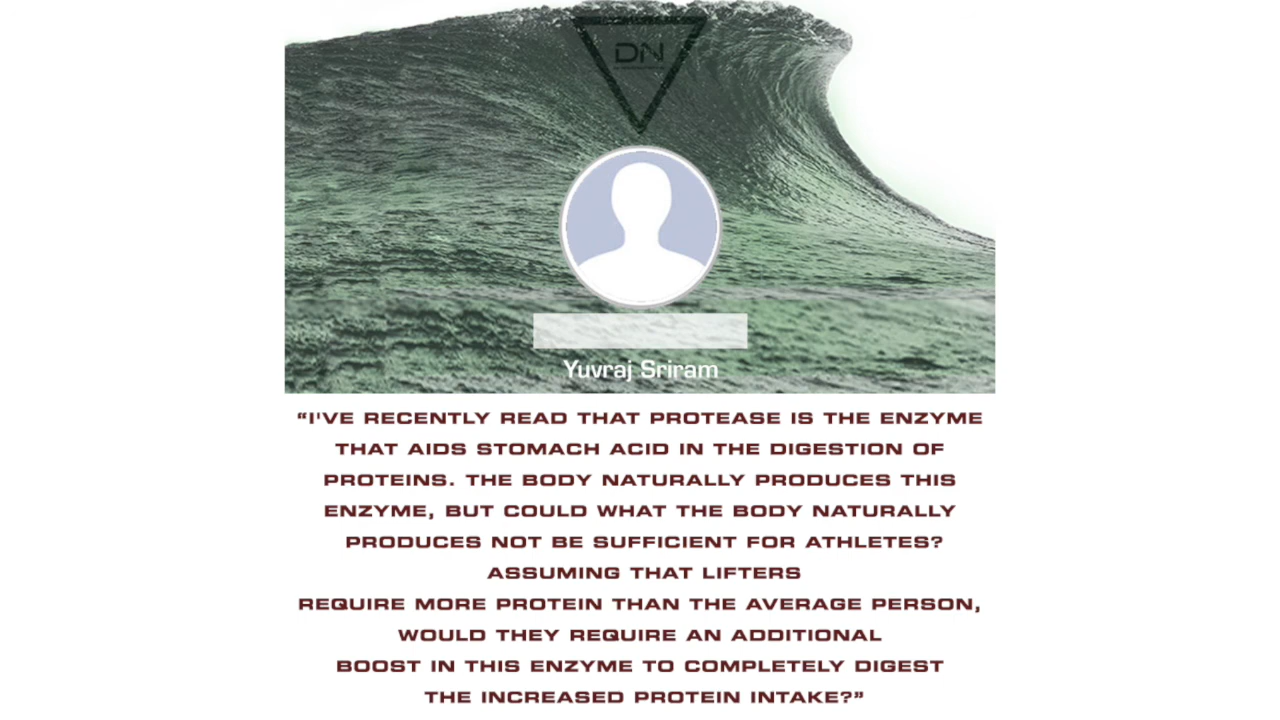 DN
Yuvraj Sriram
“I'VE RECENTLY READ THAT PROTEASE IS THE ENZYME
THAT AIDS STOMACH ACID IN THE DIGESTION OF
PROTEINS. THE BODY NATURALLY PRODUCES THIS
ENZYME, BUT COULD WHAT THE BODY NATURALLY
PRODUCES NOT BE SUFFICIENT FOR ATHLETES?
ASSUMING THAT LIFTERS
REQUIRE MORE PROTEIN THAN THE AVERAGE PERSON,
WOULD THEY REQUIRE AN ADDITIONAL
BOOST IN THIS ENZYME TO COMPLETELY DIGEST
THE INCREASED PROTEIN INTAKE?”